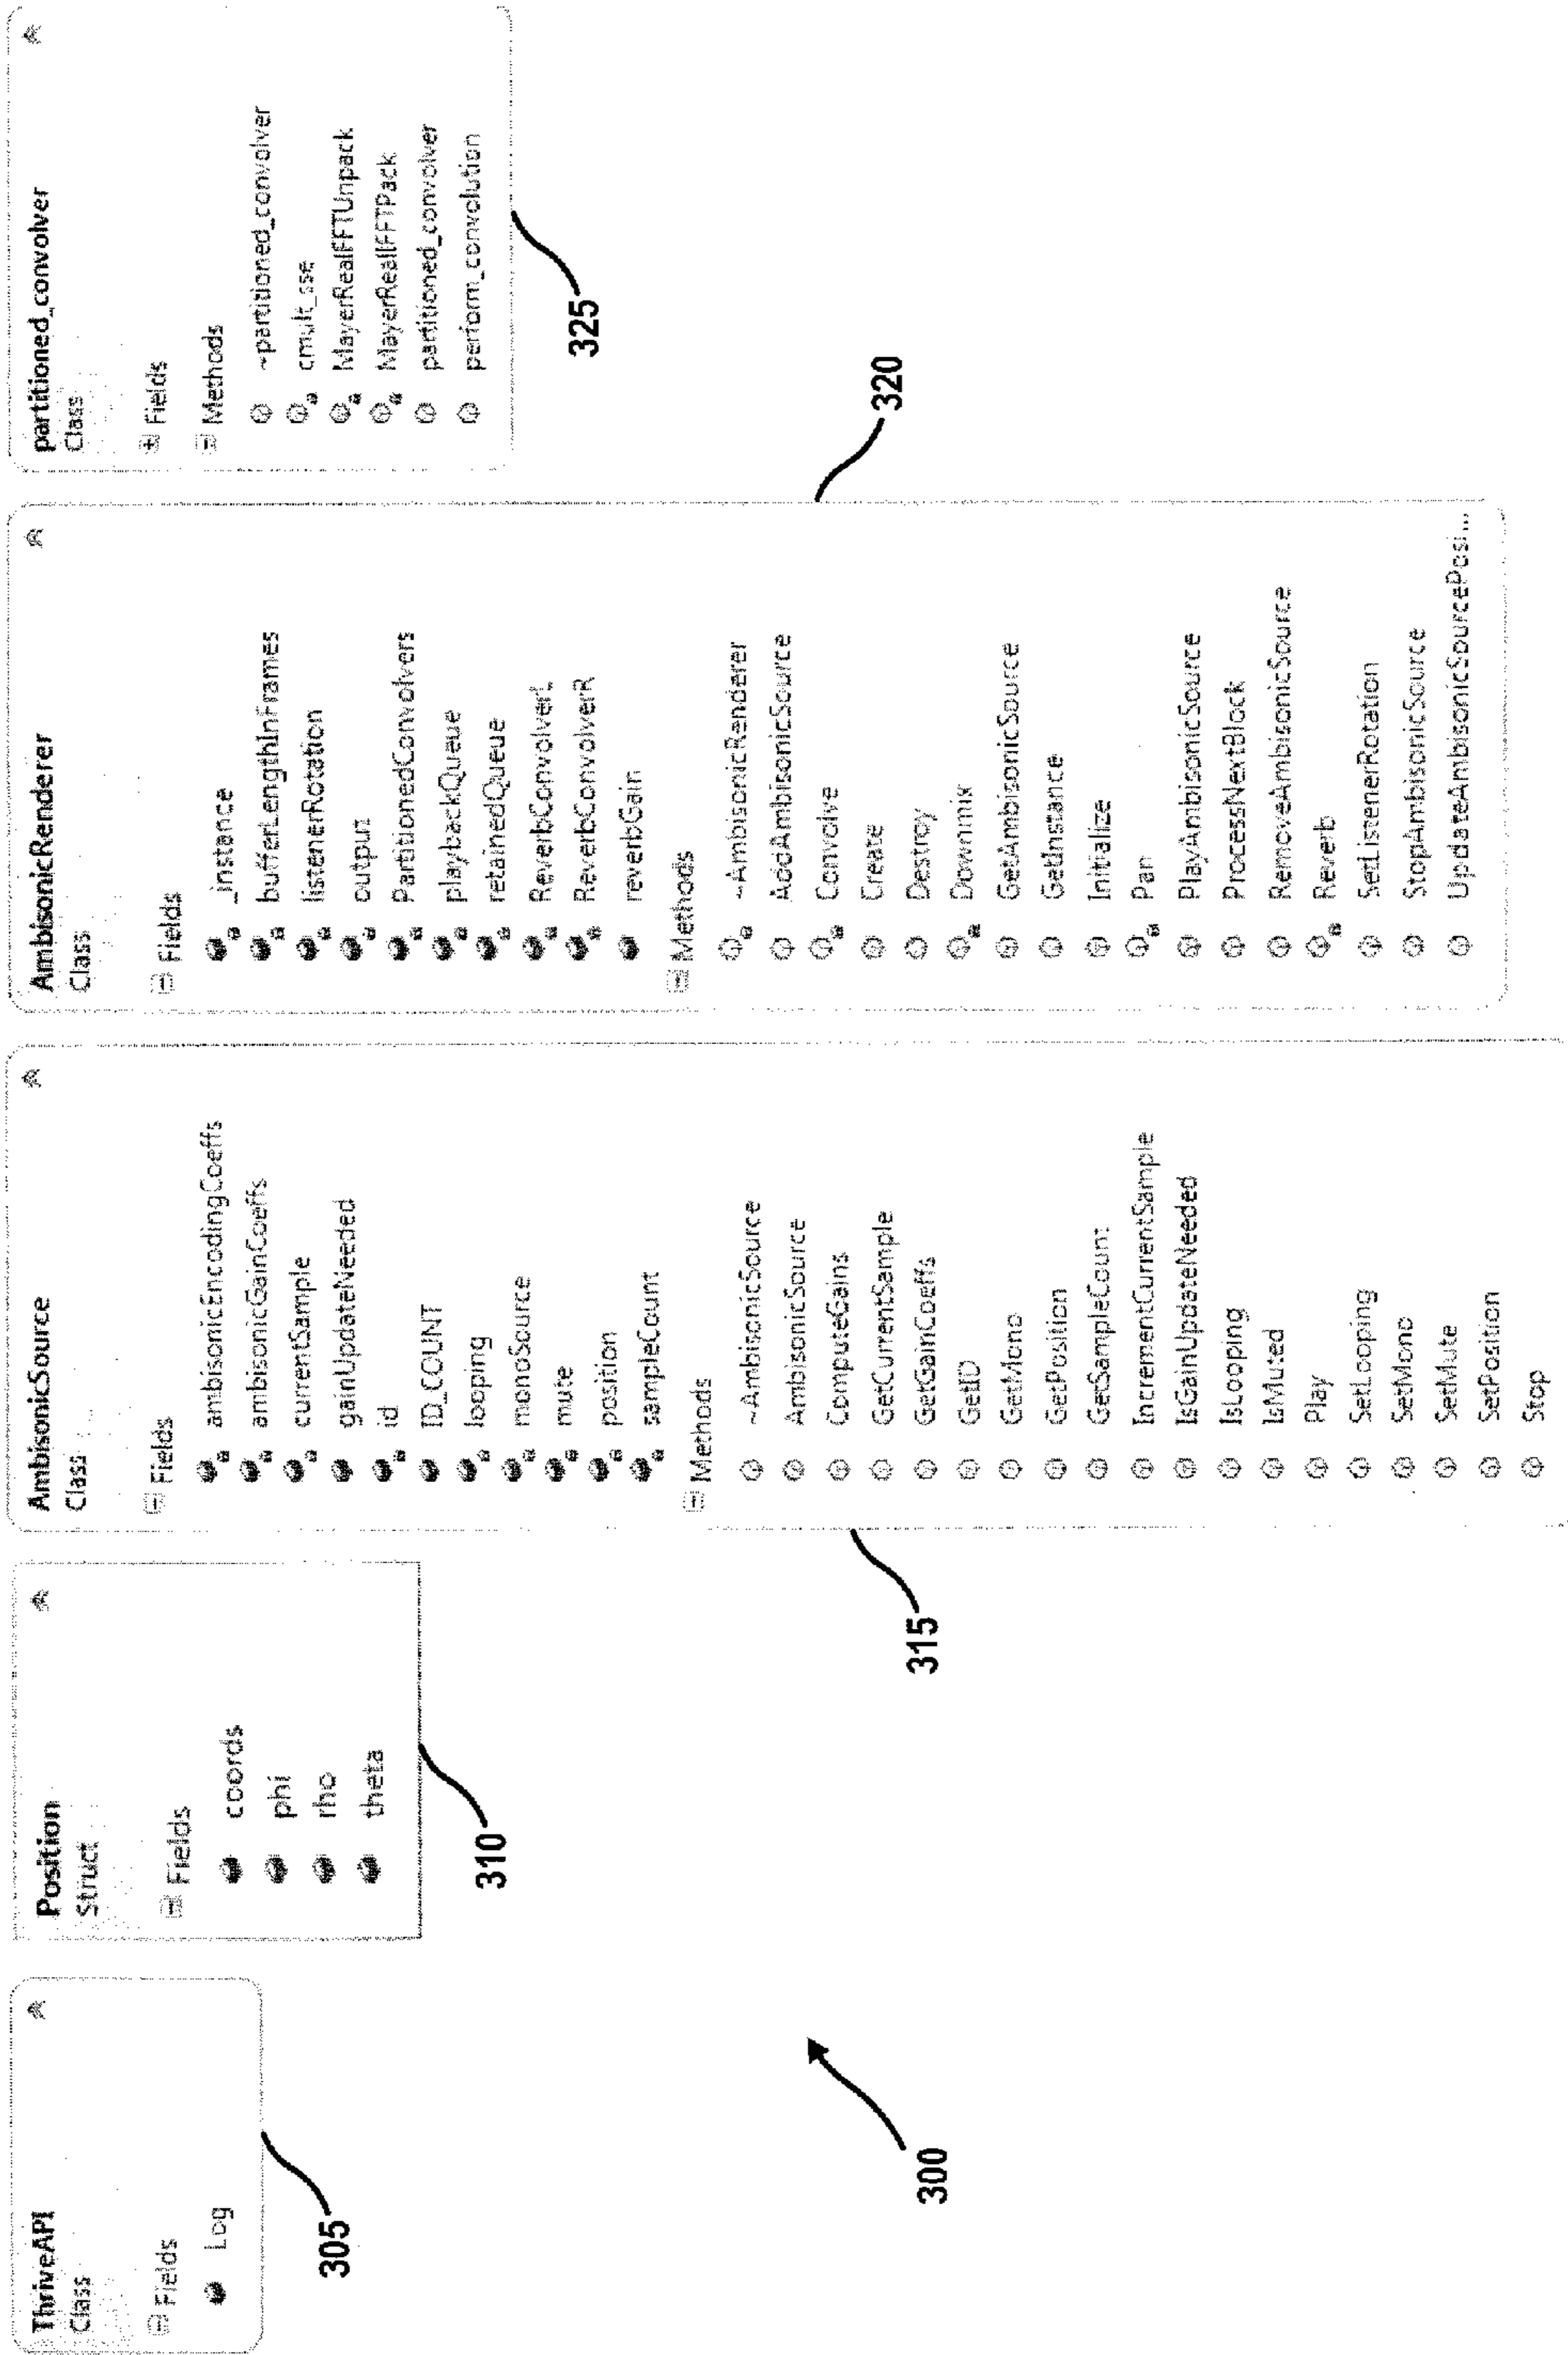 ThriveAPI
Class
Fields
Log
305
Position
Struct
Fields
coords
phi
rho
theta
310
AmbisonicSource
Class
Fields
ambisonicEncodingCoeffs
ambisonicGainCoeffs
currentSample
gainUpdateNeeded
id
ID_COUNT
looping
monoSource
mute
position
sampleCount
Methods
~AmbisonicSource
AmbisonicSource
ComputeGains
GetCurrentSample
GetGainCoeffs
GetID
GetMono
GetPosition
GetSampleCount
IncrementCurrentSample
IsGainUpdateNeeded
IsLooping
IsMuted
Play
SetLooping
SetMono
SetMute
SetPosition
Stop
315
AmbisonicRenderer
Class
Fields
_instance
bufferLengthInFrames
listenerRotation
output
PartitionedConvolvers
playbackQueue
retainedQueue
ReverbConvolverL
ReverbConvolverR
reverbGain
Methods
~AmbisonicRenderer
AddAmbisonicSource
Convolve
Create
Destroy
Downmix
GetAmbisonicSource
GetInstance
Initialize
Pan
PlayAmbisonicSource
ProcessNextBlock
RemoveAmbisonicSource
Reverb
SetListenerRotation
StopAmbisonicSource
UpdateAmbisonicSourcePosi...
320
partitioned_convolver
Class
Fields
Methods
~partitioned_convolver
cmult_sse
MayerRealFFTUnpack
MayerRealFFTPack
partitioned_convolver
perform_convolution
325
300